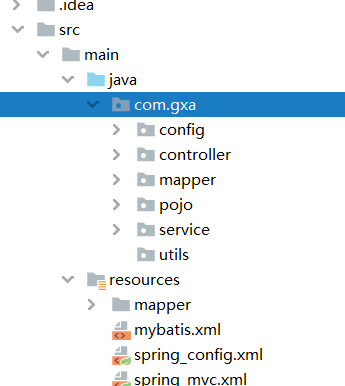 .idea
src
main
java
com.gxa
config
controller
mapper
pojo
service
utils
resources
mapper
mybatis.xml
spring_config.xml
spring_mvc.xml